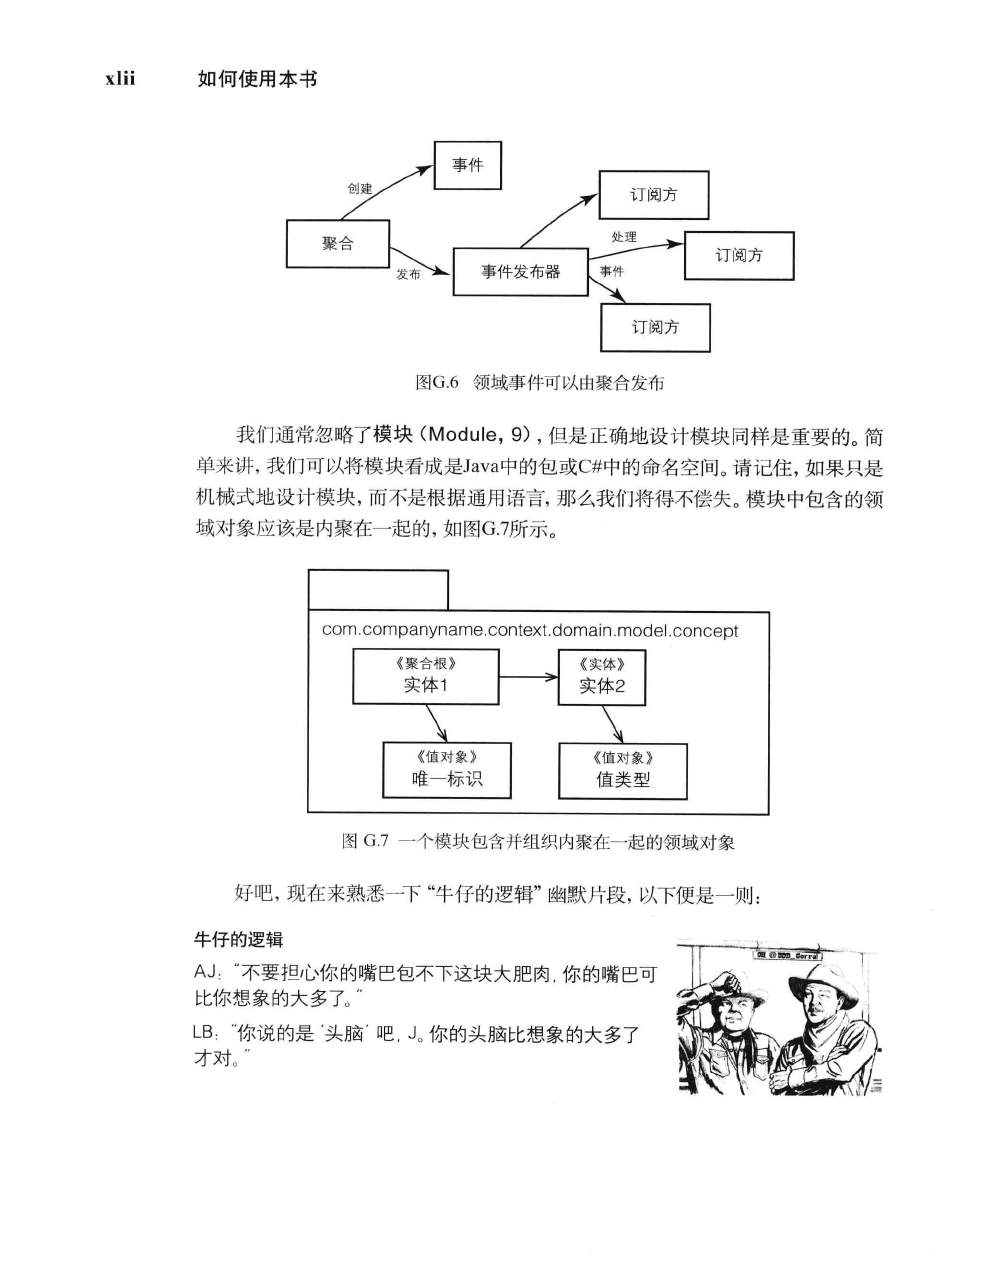 xlii 如何使用本书
事件
创建
订阅方
聚合
处理
订阅方
发布
事件发布器
事件
订阅方
图G.6 领域事件可以由聚合发布
我们通常忽略了模块(Module, 9),但是正确地设计模块同样是重要的。简
单来讲,我们可以将模块看成是Java中的包或C#中的命名空间。请记住,如果只是
机械式地设计模块,而不是根据通用语言,那么我们将得不偿失。模块中包含的领
域对象应该是内聚在一起的,如图G.7所示。
com.companyname.context.domain.model.concept
《聚合根》
实体1
《实体》
实体2
《值对象》
唯一标识
《值对象》
值类型
图 G.7 一个模块包含并组织内聚在一起的领域对象
好吧,现在来熟悉一下“牛仔的逻辑”幽默片段,以下便是一则:
牛仔的逻辑
AJ:“不要担心你的嘴巴包不下这块大肥肉,你的嘴巴可
比你想象的大多了。”
LB:“你说的是‘头脑’吧,J。你的头脑比想象的大多了
才对。”